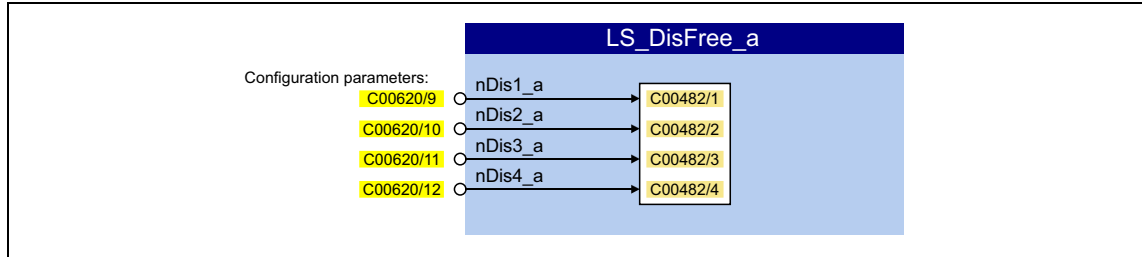 LS_DisFree_a
Configuration parameters:
C00620/9 nDis1_a C00482/1
C00620/10 nDis2_a C00482/2
C00620/11 nDis3_a C00482/3
C00620/12 nDis4_a C00482/4